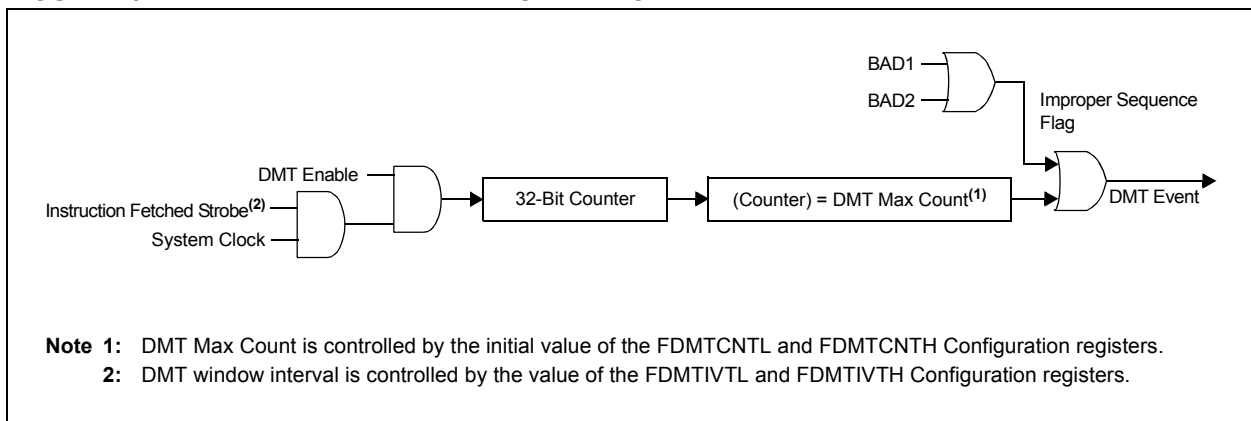 BAD1
BAD2
Improper Sequence
Flag
DMT Enable
Instruction Fetched Strobe(2)
System Clock
32-Bit Counter
(Counter) = DMT Max Count(1)
DMT Event
Note 1: DMT Max Count is controlled by the initial value of the FDMTCNTL and FDMTCNTH Configuration registers.
2: DMT window interval is controlled by the value of the FDMTIVTL and FDMTIVTH Configuration registers.